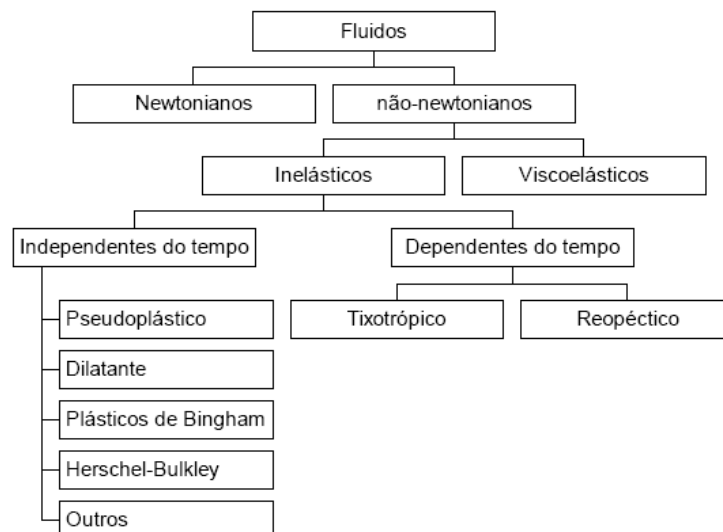 Fluidos
Newtonianos
não-newtonianos
Inelásticos
Viscoelásticos
Independentes do tempo
Dependentes do tempo
Pseudoplástico
Tixotrópico
Reopéctico
Dilatante
Plásticos de Bingham
Herschel-Bulkley
Outros